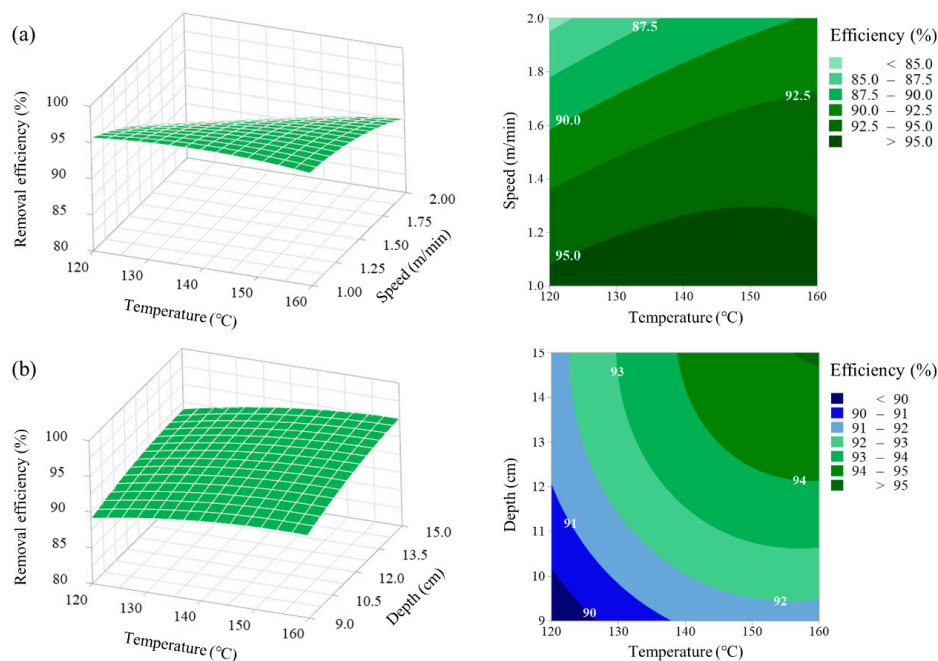 (a)
Removal efficiency (%)
100
95
90
85
80
120
130
140
150
160
Temperature (℃)
1.00
1.25
1.50
1.75
2.00
Speed (m/min)
Speed (m/min)
2.0
1.8
1.6
1.4
1.2
1.0
87.5
92.5
90.0
95.0
120
130
140
150
160
Temperature (℃)
Efficiency (%)
< 85.0
85.0 – 87.5
87.5 – 90.0
90.0 – 92.5
92.5 – 95.0
> 95.0
(b)
Removal efficiency (%)
100
95
90
85
80
120
130
140
150
160
Temperature (℃)
9.0
10.5
12.0
13.5
15.0
Depth (cm)
Depth (cm)
15
14
13
12
11
10
9
93
94
91
92
90
120
130
140
150
160
Temperature (℃)
Efficiency (%)
< 90
90 – 91
91 – 92
92 – 93
93 – 94
94 – 95
> 95